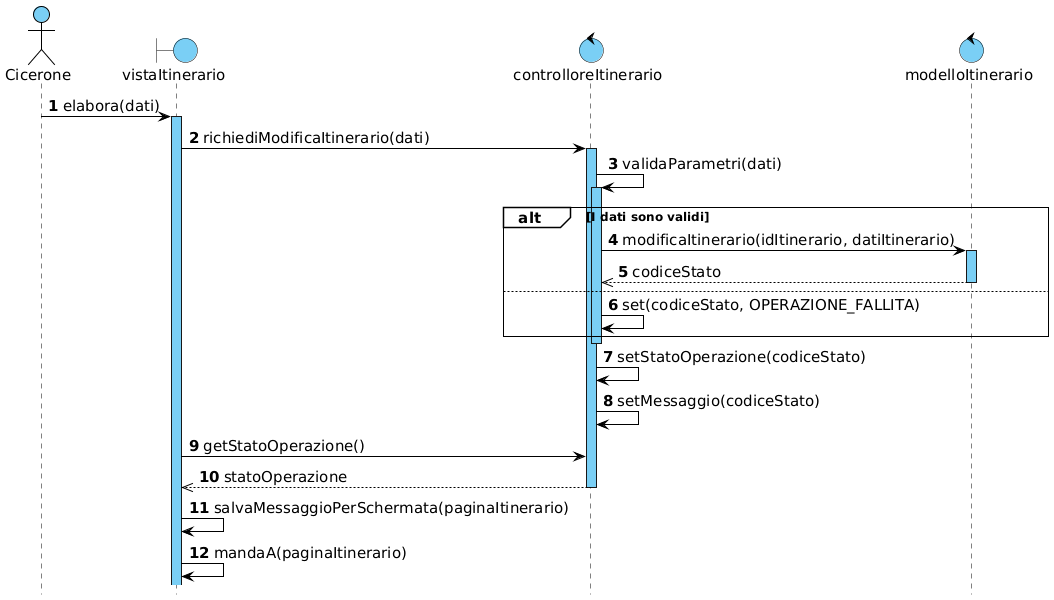 Cicerone
vistaItinerario
controlloreItinerario
modelloItinerario
1 elabora(dati)
2 richiediModificaItinerario(dati)
3 validaParametri(dati)
alt [I dati sono validi]
4 modificaItinerario(idItinerario, datiItinerario)
5 codiceStato
6 set(codiceStato, OPERAZIONE_FALLITA)
7 setStatoOperazione(codiceStato)
8 setMessaggio(codiceStato)
9 getStatoOperazione()
10 statoOperazione
11 salvaMessaggioPerSchermata(paginaItinerario)
12 mandaA(paginaItinerario)